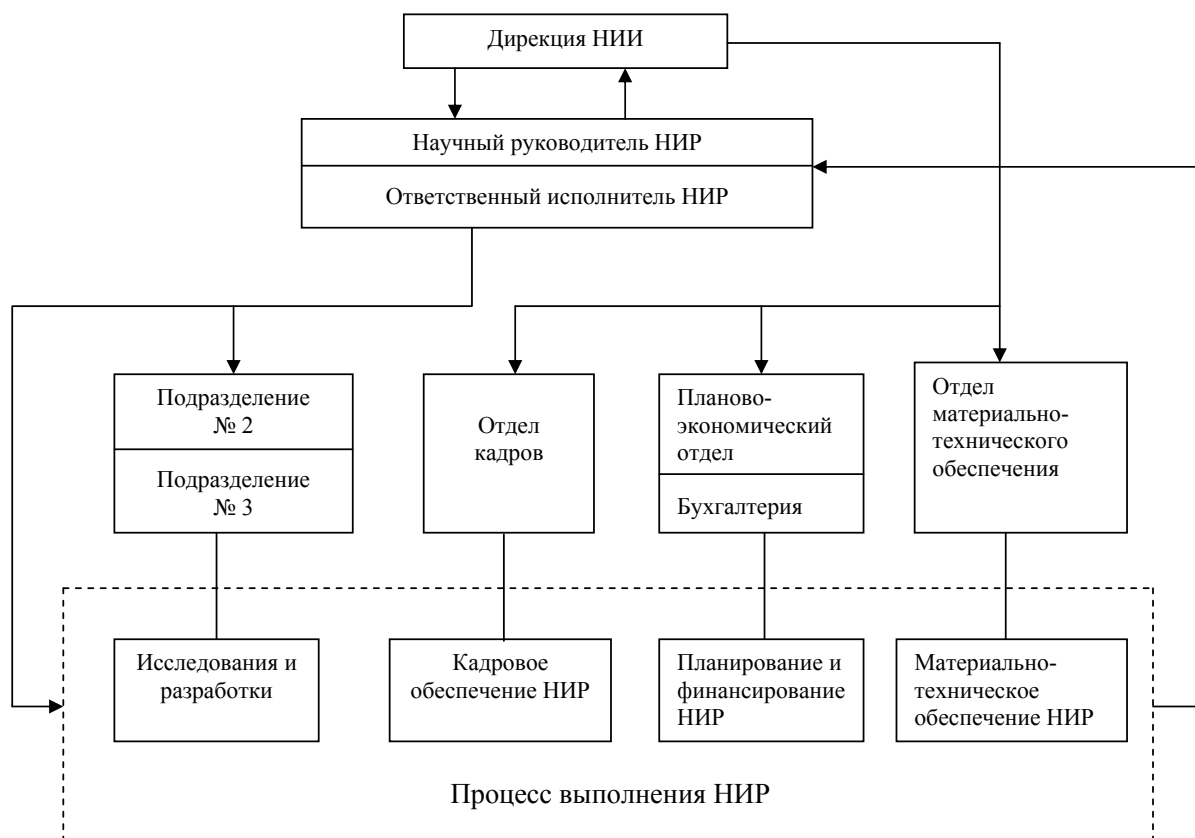 Дирекция НИИ
Научный руководитель НИР
Ответственный исполнитель НИР
Подразделение
№ 2
Подразделение
№ 3
Отдел
кадров
Планово-
экономический
отдел
Бухгалтерия
Отдел
материально-
технического
обеспечения
Исследования и
разработки
Кадровое
обеспечение НИР
Планирование и
финансирование
НИР
Материально-
техническое
обеспечение НИР
Процесс выполнения НИР